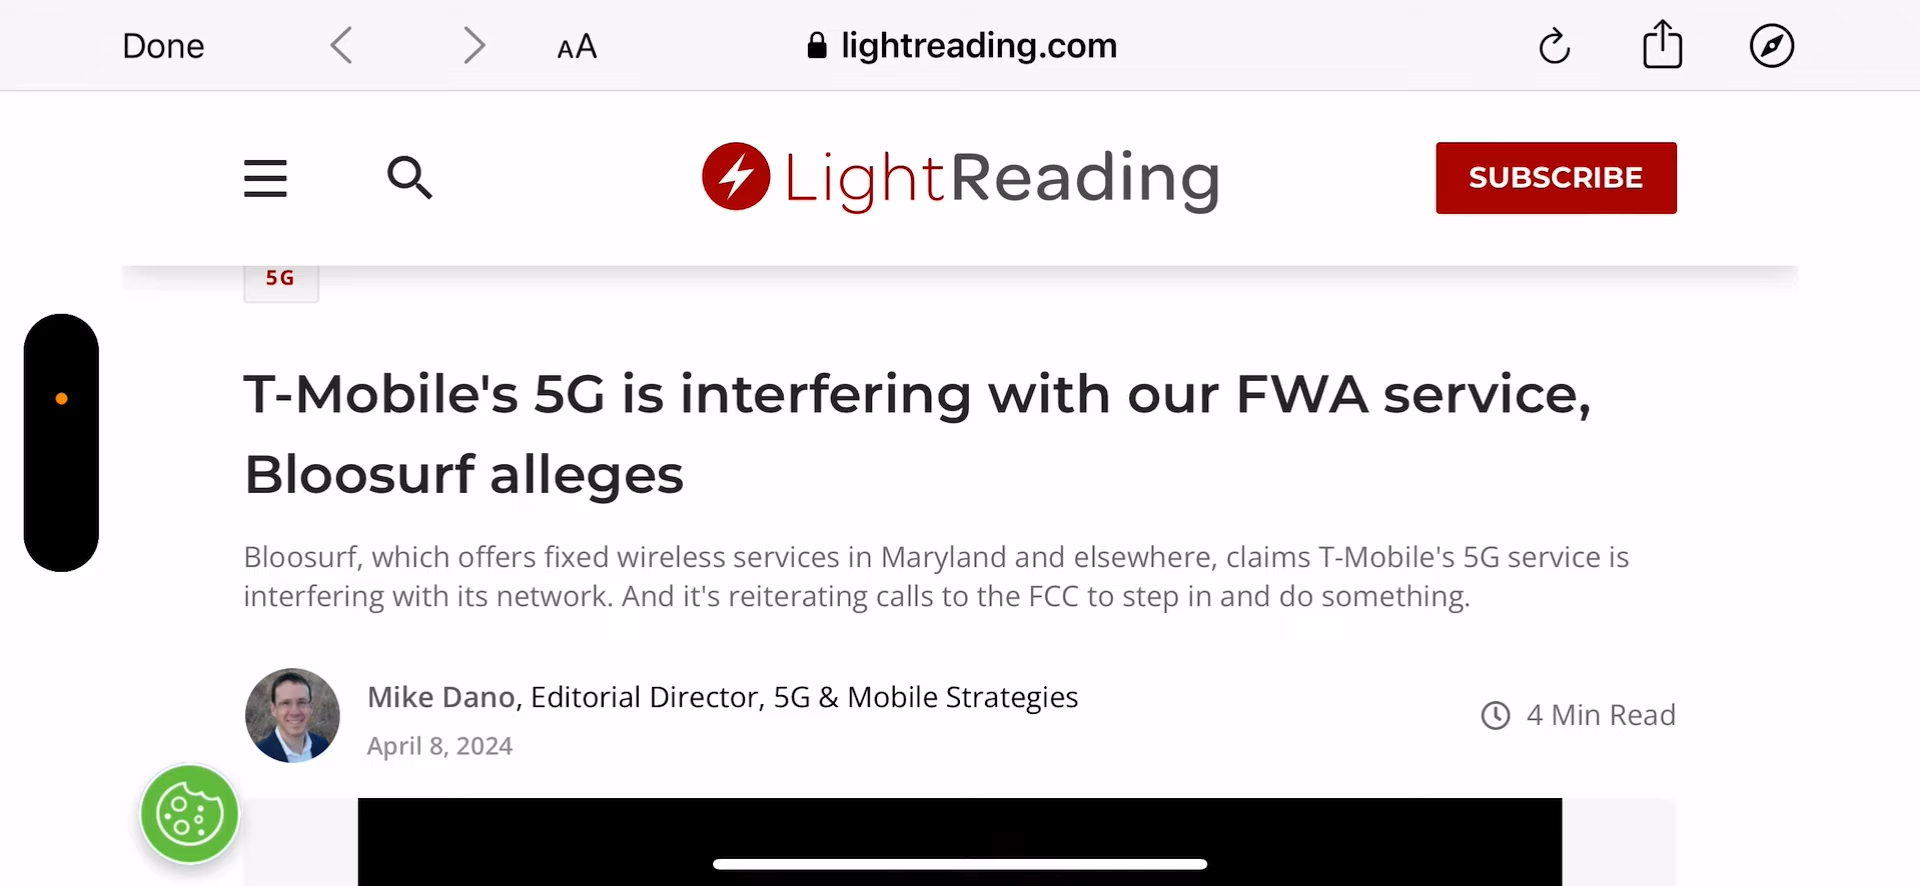 Done
AA
lightreading.com
LightReading
SUBSCRIBE
5G
T-Mobile's 5G is interfering with our FWA service,
Bloosurf alleges
Bloosurf, which offers fixed wireless services in Maryland and elsewhere, claims T-Mobile's 5G service is
interfering with its network. And it's reiterating calls to the FCC to step in and do something.
Mike Dano, Editorial Director, 5G & Mobile Strategies
April 8, 2024
4 Min Read